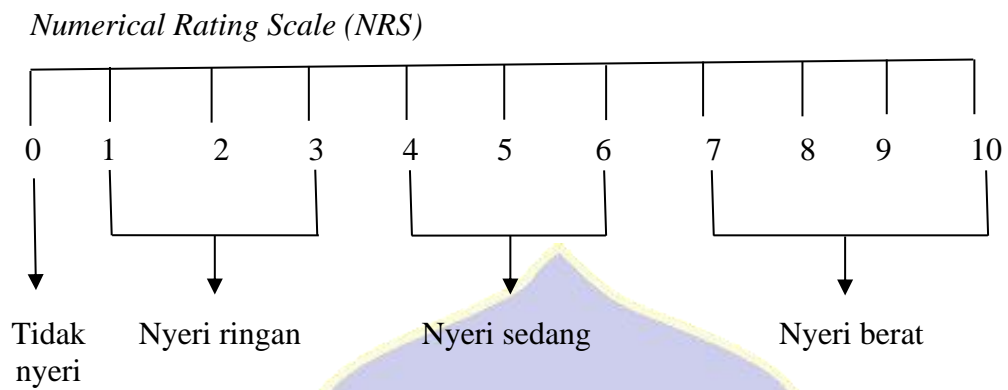 Numerical Rating Scale (NRS)
0 1 2 3 4 5 6 7 8 9 10
Tidak nyeri Nyeri ringan Nyeri sedang Nyeri berat